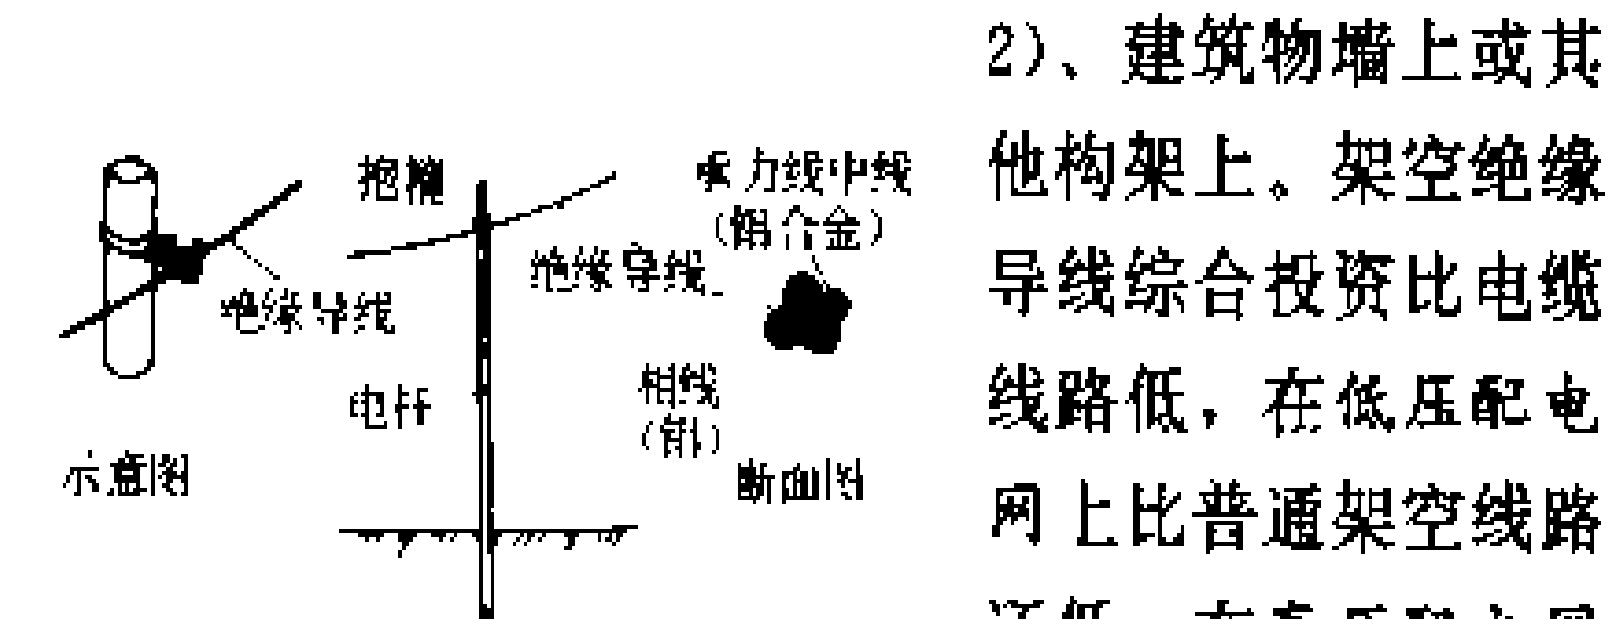 抱箍
承力线中线
(铝合金)
绝缘导线
绝缘导线
电杆
相线
(铝)
示意图
断面图
2)、建筑物墙上或其
他构架上。架空绝缘
导线综合投资比电缆
线路低，在低压配电
网上比普通架空线路